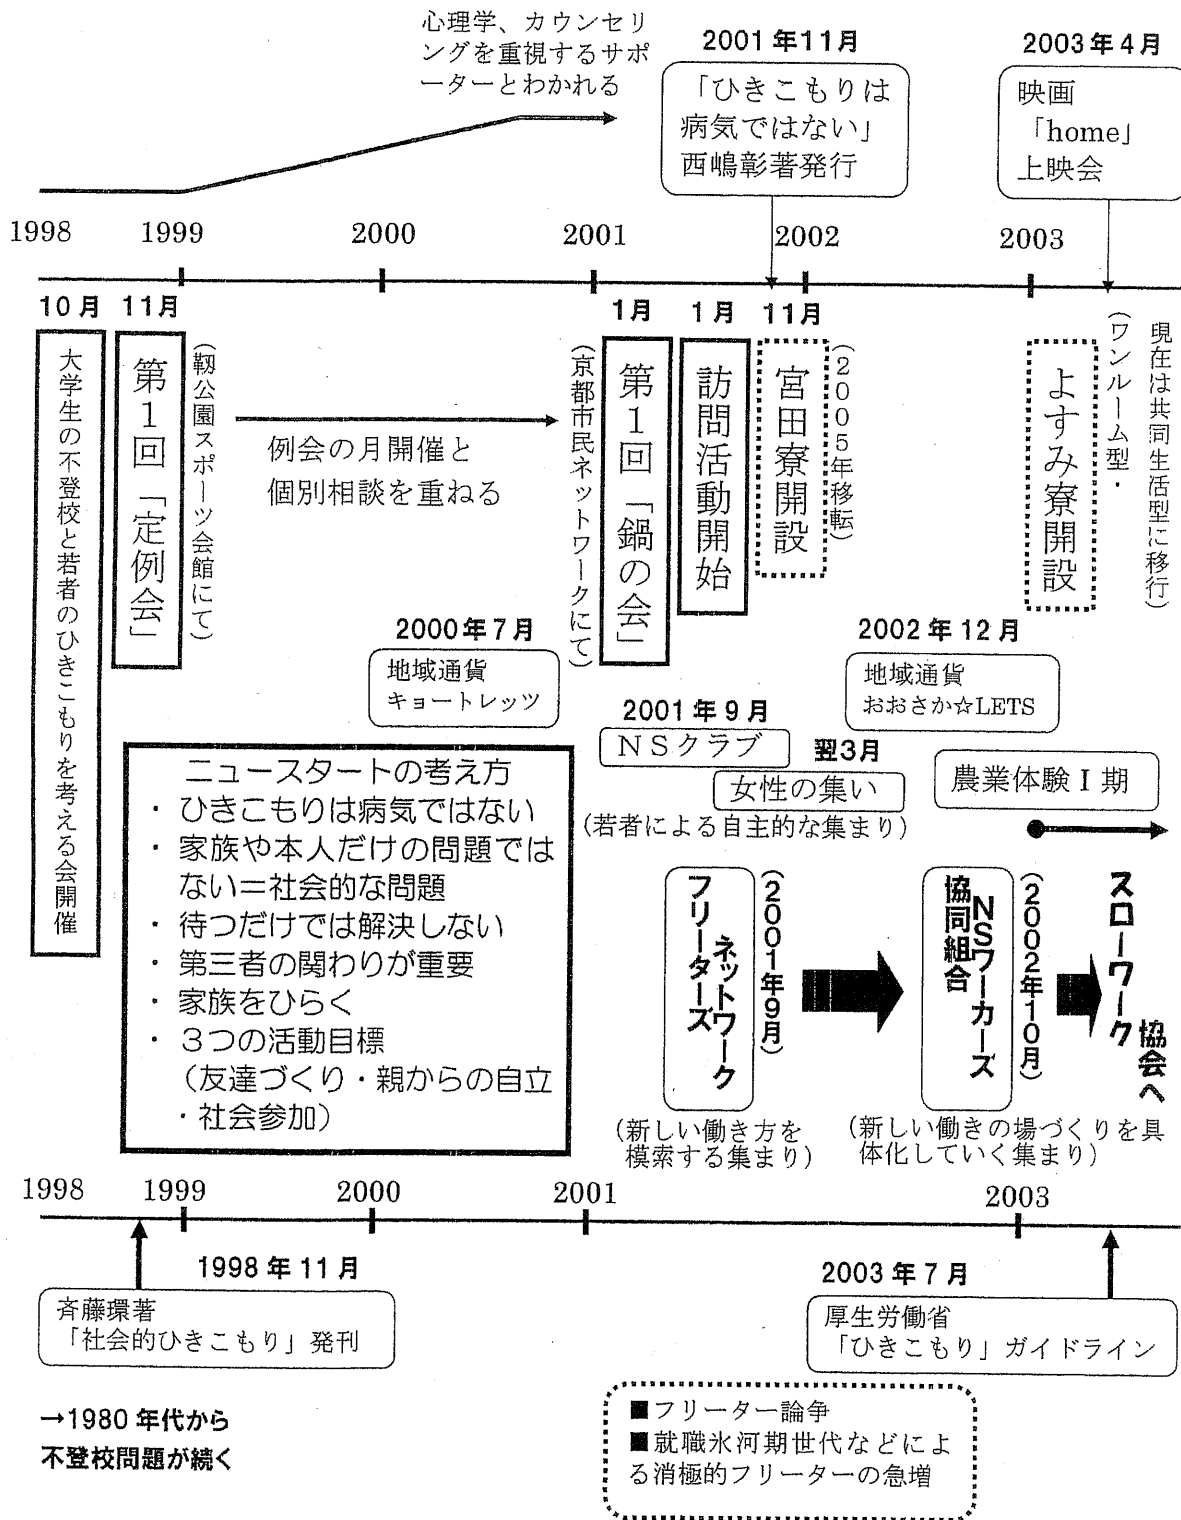 心理学、カウンセリ
ングを重視するサポ
ーターとわかれる
2001年11月
「ひきこもりは
病気ではない」
西嶋彰著発行
2003年4月
映画
「home」
上映会
1998
1999
2000
2001
2002
2003
10月
大学生の不登校と若者のひきこもりを考える会開催
11月
第1回「定例会」
(靱公園スポーツ会館にて)
例会の月開催と
個別相談を重ねる
(京都市民ネットワークにて)
1月
第1回「鍋の会」
1月
訪問活動開始
11月
宮田寮開設
(2005年移転)
よすみ寮開設
(ワンルーム型・
現在は共同生活型に移行)
2000年7月
地域通貨
キョートレッツ
2002年12月
地域通貨
おおさか☆LETS
2001年9月
NSクラブ
翌3月
女性の集い
(若者による自主的な集まり)
農業体験Ⅰ期
ニュースタートの考え方
・ ひきこもりは病気ではない
・ 家族や本人だけの問題では
ない=社会的な問題
・ 待つだけでは解決しない
・ 第三者の関わりが重要
・ 家族をひらく
・ 3つの活動目標
(友達づくり・親からの自立
・社会参加)
フリーターズ
ネットワーク
(2001年9月)
(新しい働き方を
模索する集まり)
NSワーカーズ
協同組合
(2002年10月)
(新しい働きの場づくりを具
体化していく集まり)
スローワーク
協会へ
1998
1999
2000
2001
2003
1998年11月
斉藤環著
「社会的ひきこもり」発刊
2003年7月
厚生労働省
「ひきこもり」ガイドライン
→1980年代から
不登校問題が続く
■フリーター論争
■就職氷河期世代などによ
る消極的フリーターの急増